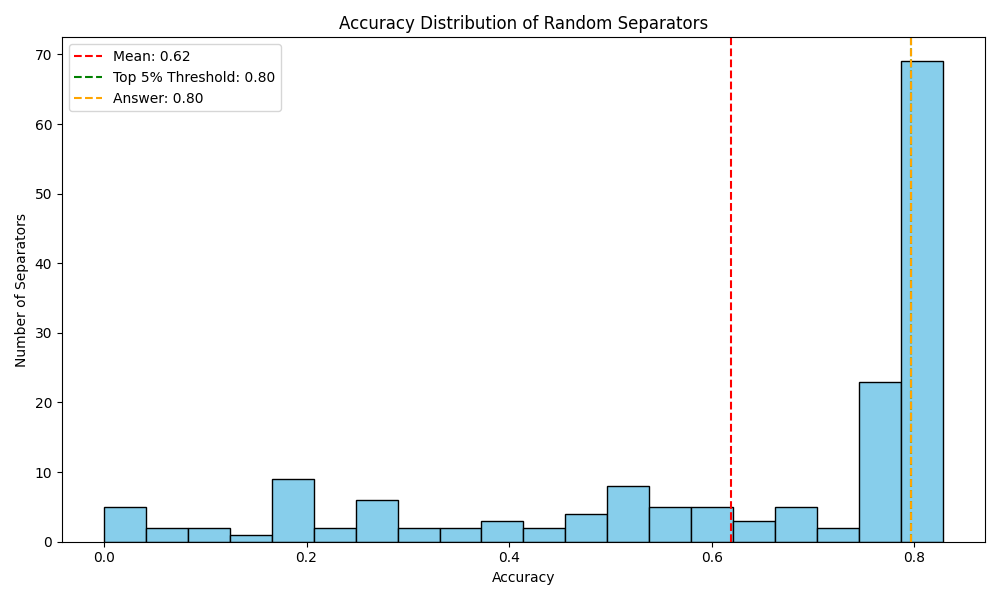 Accuracy Distribution of Random Separators
Mean: 0.62
Top 5% Threshold: 0.80
Answer: 0.80
Number of Separators
70
60
50
40
30
20
10
0
0.0 0.2 0.4 0.6 0.8
Accuracy